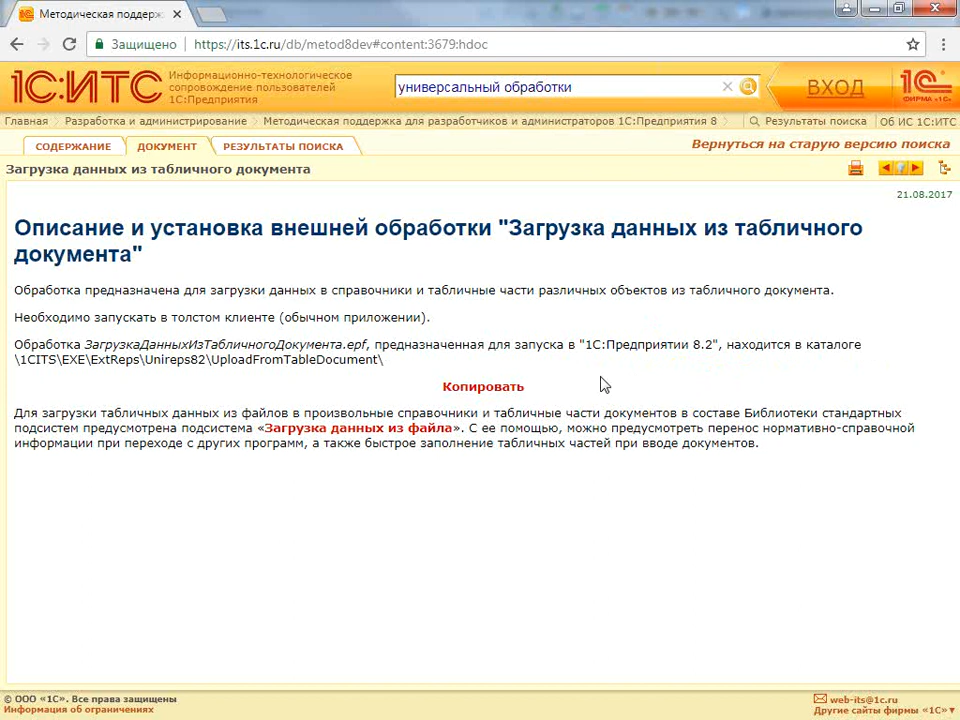 Методическая поддерж
Защищено
https://its.1c.ru/db/metod8dev#content:3679:hdoc
1С:ИТС
Информационно-технологическое
сопровождение пользователей
1С:Предприятия
универсальный обработки
ВХОД
1С
ФИРМА «1С»
Главная
Разработка и администрирование
Методическая поддержка для разработчиков и администраторов 1С:Предприятия 8
Результаты поиска
Об ИС 1С:ИТС
СОДЕРЖАНИЕ
ДОКУМЕНТ
РЕЗУЛЬТАТЫ ПОИСКА
Вернуться на старую версию поиска
Загрузка данных из табличного документа
21.08.2017
Описание и установка внешней обработки "Загрузка данных из табличного
документа"
Обработка предназначена для загрузки данных в справочники и табличные части различных объектов из табличного документа.
Необходимо запускать в толстом клиенте (обычном приложении).
Обработка ЗагрузкаДанныхИзТабличногоДокумента.epf, предназначенная для запуска в "1С:Предприятии 8.2", находится в каталоге
\1CITS\EXE\ExtReps\Unireps82\UploadFromTableDocument\
Копировать
Для загрузки табличных данных из файлов в произвольные справочники и табличные части документов в составе Библиотеки стандартных
подсистем предусмотрена подсистема «Загрузка данных из файла». С ее помощью, можно предусмотреть перенос нормативно-справочной
информации при переходе с других программ, а также быстрое заполнение табличных частей при вводе документов.
© ООО «1С». Все права защищены
Информация об ограничениях
web-its@1c.ru
Другие сайты фирмы «1С»